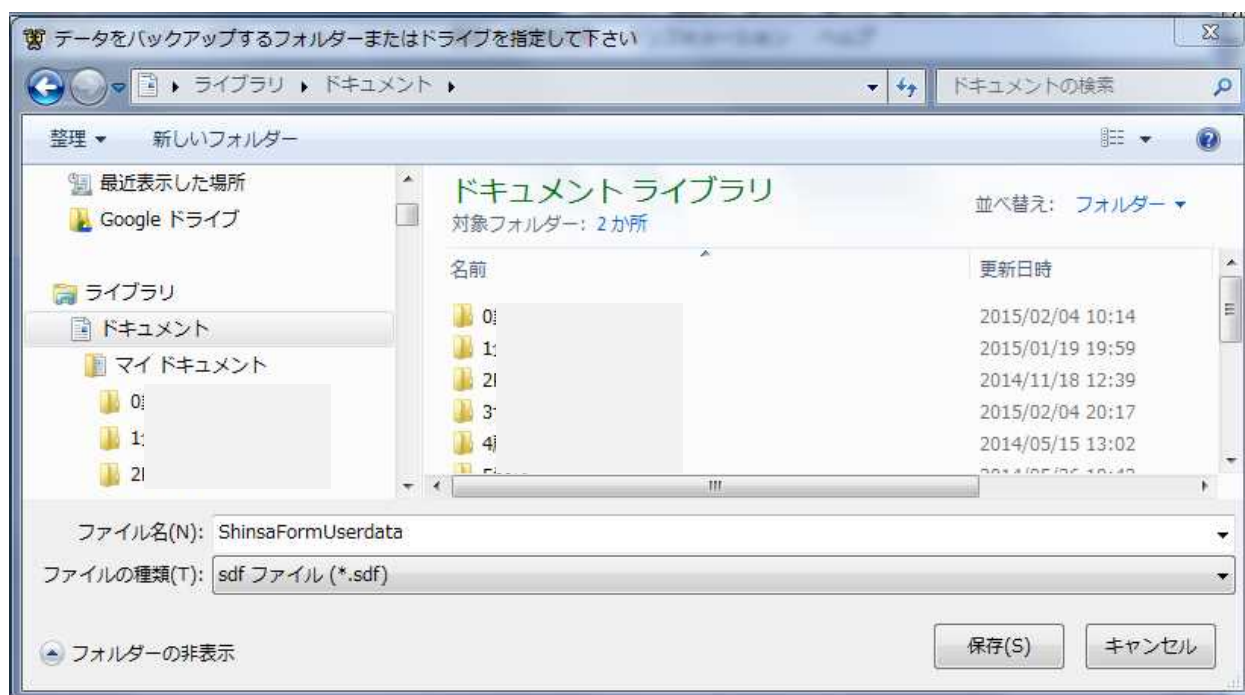 データをバックアップするフォルダーまたはドライブを指定して下さい
ライブラリ ドキュメント
ドキュメントの検索
整理 新しいフォルダー
最近表示した場所
Google ドライブ
ライブラリ
ドキュメント
マイ ドキュメント
0
1
2
ドキュメント ライブラリ
対象フォルダー: 2 か所
並べ替え: フォルダー
名前 更新日時
0 2015/02/04 10:14
1 2015/01/19 19:59
2 2014/11/18 12:39
3 2015/02/04 20:17
4 2014/05/15 13:02
ファイル名(N): ShinsaFormUserdata
ファイルの種類(T): sdf ファイル (*.sdf)
フォルダーの非表示
保存(S) キャンセル